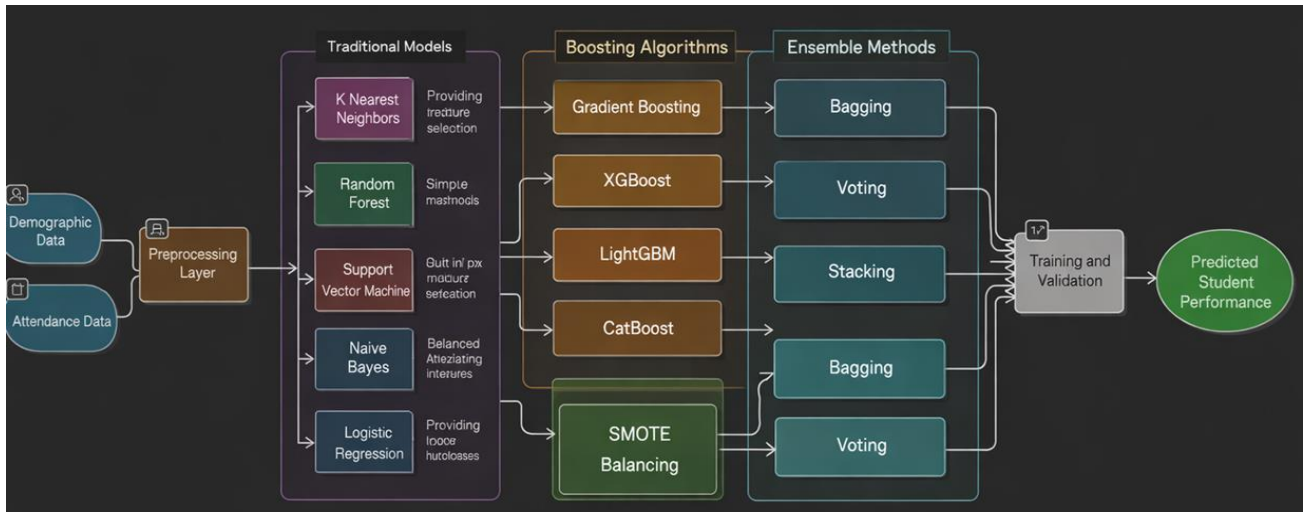 Traditional Models
Boosting Algorithms
Ensemble Methods
Demographic
Data
Attendance Data
Preprocessing
Layer
K Nearest
Neighbors
Providing
selection
Random
Forest
Simple
Support
Vector Machine
Naive
Bayes
Logistic
Regression
Providing
Gradient Boosting
XGBoost
LightGBM
CatBoost
SMOTE
Balancing
Bagging
Voting
Stacking
Bagging
Voting
Training and
Validation
Predicted
Student
Performance